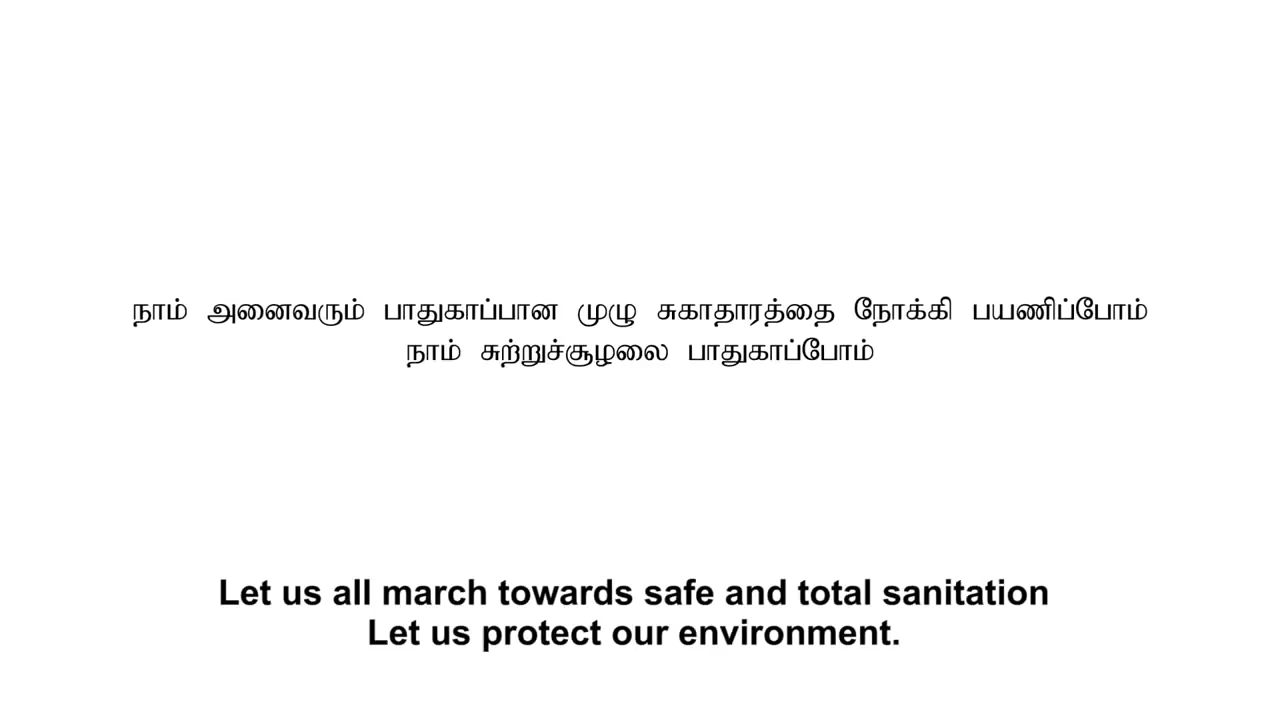 நாம் அனைவரும் பாதுகாப்பான முழு சுகாதாரத்தை நோக்கி பயணிப்போம்
நாம் சுற்றுச்சூழலை பாதுகாப்போம்
Let us all march towards safe and total sanitation
Let us protect our environment.